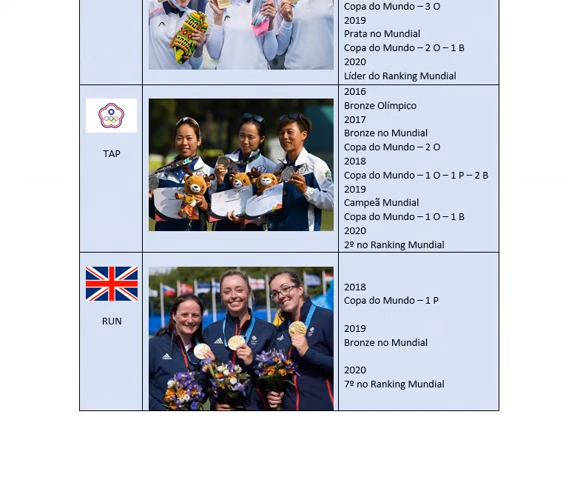 Copa do Mundo – 3 O
2019
Prata no Mundial
Copa do Mundo – 2 O – 1 B
2020
Líder do Ranking Mundial
TAP
2016
Bronze Olímpico
2017
Bronze no Mundial
Copa do Mundo – 2 O
2018
Copa do Mundo – 1 O – 1 P – 2 B
2019
Campeã Mundial
Copa do Mundo – 1 O – 1 B
2020
2º no Ranking Mundial
RUN
2018
Copa do Mundo – 1 P
2019
Bronze no Mundial
2020
7º no Ranking Mundial